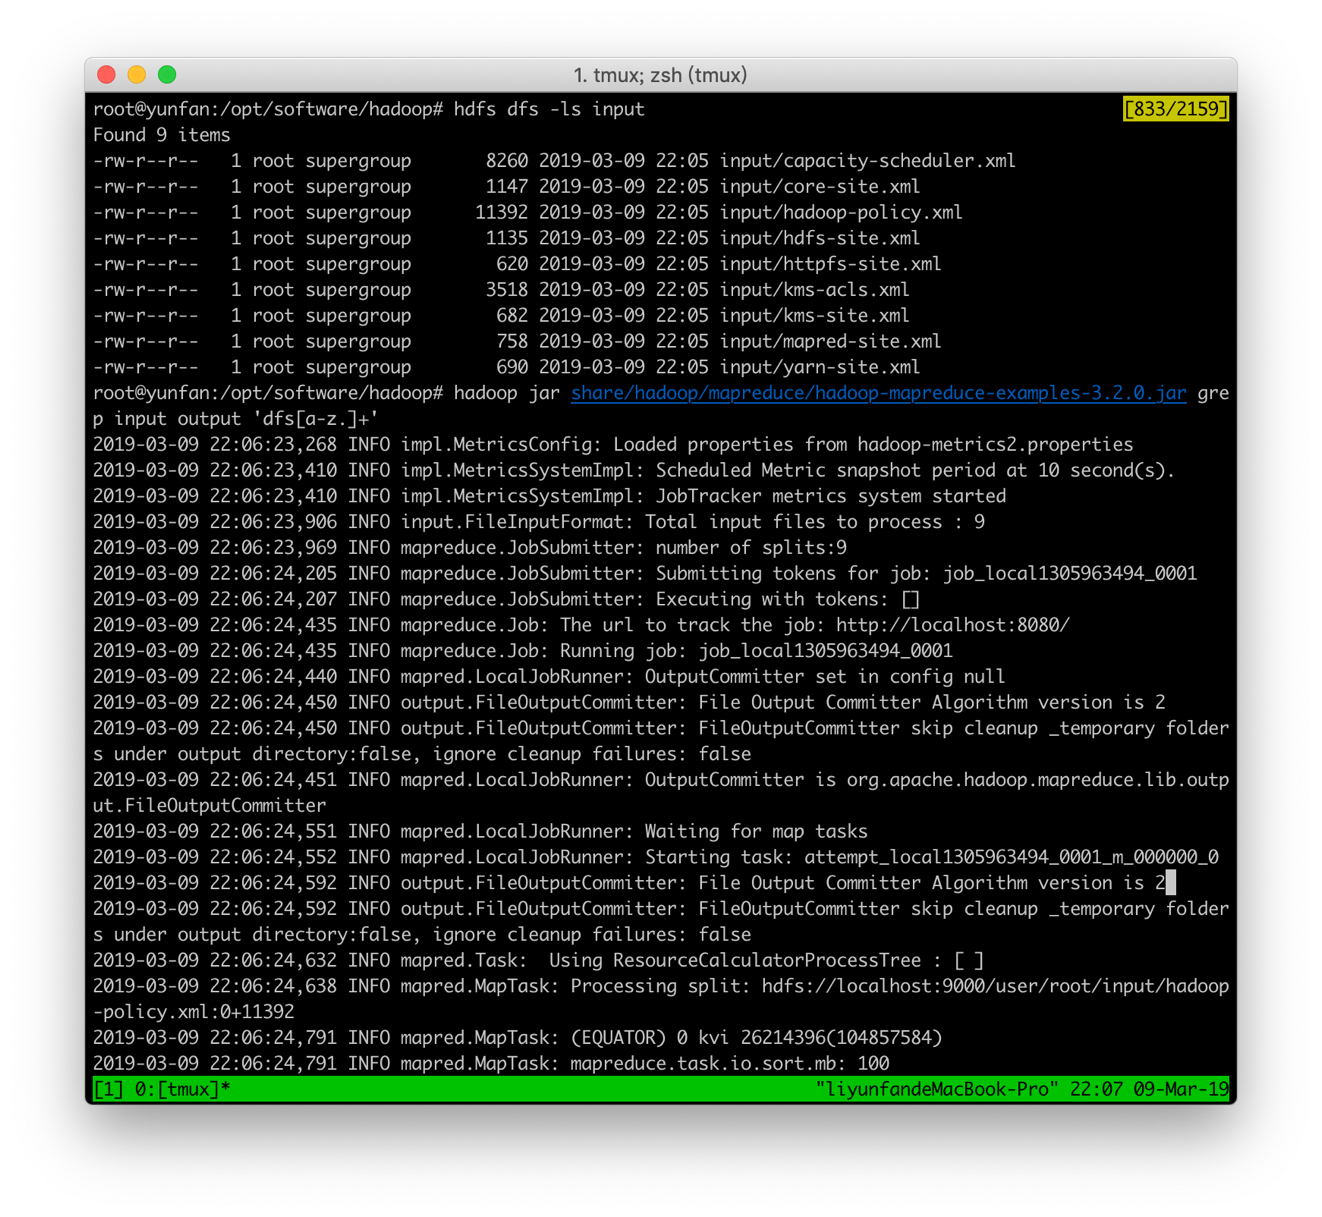 1. tmux; zsh (tmux)
root@yunfan:/opt/software/hadoop# hdfs dfs -ls input [833/2159]
Found 9 items
-rw-r--r--   1 root supergroup       8260 2019-03-09 22:05 input/capacity-scheduler.xml
-rw-r--r--   1 root supergroup       1147 2019-03-09 22:05 input/core-site.xml
-rw-r--r--   1 root supergroup      11392 2019-03-09 22:05 input/hadoop-policy.xml
-rw-r--r--   1 root supergroup       1135 2019-03-09 22:05 input/hdfs-site.xml
-rw-r--r--   1 root supergroup        620 2019-03-09 22:05 input/httpfs-site.xml
-rw-r--r--   1 root supergroup       3518 2019-03-09 22:05 input/kms-acls.xml
-rw-r--r--   1 root supergroup        682 2019-03-09 22:05 input/kms-site.xml
-rw-r--r--   1 root supergroup        758 2019-03-09 22:05 input/mapred-site.xml
-rw-r--r--   1 root supergroup        690 2019-03-09 22:05 input/yarn-site.xml
root@yunfan:/opt/software/hadoop# hadoop jar share/hadoop/mapreduce/hadoop-mapreduce-examples-3.2.0.jar gre
p input output 'dfs[a-z.]+'
2019-03-09 22:06:23,268 INFO impl.MetricsConfig: Loaded properties from hadoop-metrics2.properties
2019-03-09 22:06:23,410 INFO impl.MetricsSystemImpl: Scheduled Metric snapshot period at 10 second(s).
2019-03-09 22:06:23,410 INFO impl.MetricsSystemImpl: JobTracker metrics system started
2019-03-09 22:06:23,906 INFO input.FileInputFormat: Total input files to process : 9
2019-03-09 22:06:23,969 INFO mapreduce.JobSubmitter: number of splits:9
2019-03-09 22:06:24,205 INFO mapreduce.JobSubmitter: Submitting tokens for job: job_local1305963494_0001
2019-03-09 22:06:24,207 INFO mapreduce.JobSubmitter: Executing with tokens: []
2019-03-09 22:06:24,435 INFO mapreduce.Job: The url to track the job: http://localhost:8080/
2019-03-09 22:06:24,435 INFO mapreduce.Job: Running job: job_local1305963494_0001
2019-03-09 22:06:24,440 INFO mapred.LocalJobRunner: OutputCommitter set in config null
2019-03-09 22:06:24,450 INFO output.FileOutputCommitter: File Output Committer Algorithm version is 2
2019-03-09 22:06:24,450 INFO output.FileOutputCommitter: FileOutputCommitter skip cleanup _temporary folder
s under output directory:false, ignore cleanup failures: false
2019-03-09 22:06:24,451 INFO mapred.LocalJobRunner: OutputCommitter is org.apache.hadoop.mapreduce.lib.outp
ut.FileOutputCommitter
2019-03-09 22:06:24,551 INFO mapred.LocalJobRunner: Waiting for map tasks
2019-03-09 22:06:24,552 INFO mapred.LocalJobRunner: Starting task: attempt_local1305963494_0001_m_000000_0
2019-03-09 22:06:24,592 INFO output.FileOutputCommitter: File Output Committer Algorithm version is 2
2019-03-09 22:06:24,592 INFO output.FileOutputCommitter: FileOutputCommitter skip cleanup _temporary folder
s under output directory:false, ignore cleanup failures: false
2019-03-09 22:06:24,632 INFO mapred.Task:  Using ResourceCalculatorProcessTree : [ ]
2019-03-09 22:06:24,638 INFO mapred.MapTask: Processing split: hdfs://localhost:9000/user/root/input/hadoop
-policy.xml:0+11392
2019-03-09 22:06:24,791 INFO mapred.MapTask: (EQUATOR) 0 kvi 26214396(104857584)
2019-03-09 22:06:24,791 INFO mapred.MapTask: mapreduce.task.io.sort.mb: 100
[1] 0:[tmux]* "liyunfandeMacBook-Pro" 22:07 09-Mar-19